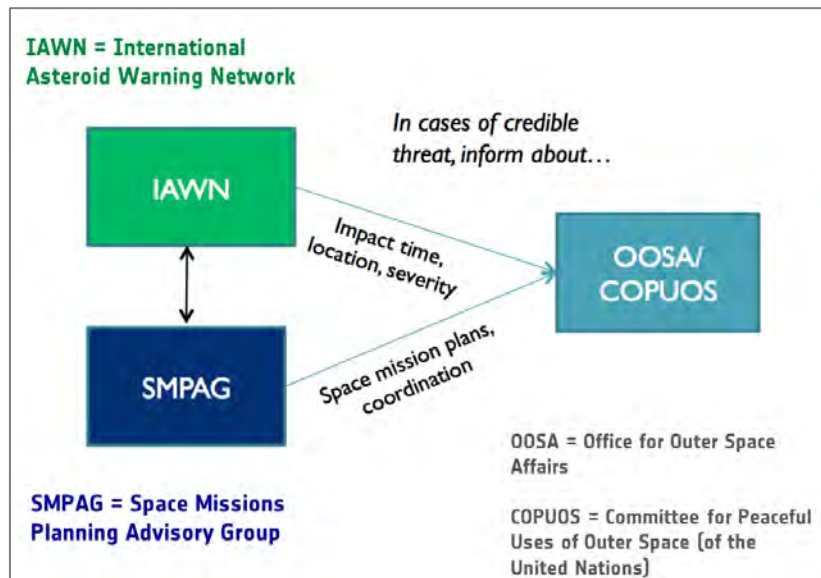 IAWN = International
Asteroid Warning Network
In cases of credible
threat, inform about...
IAWN
Impact time,
location, severity
OOSA/
COPUOS
SMPAG
Space mission plans,
coordination
OOSA = Office for Outer Space
Affairs
SMPAG = Space Missions
Planning Advisory Group
COPUOS = Committee for Peaceful
Uses of Outer Space (of the
United Nations)